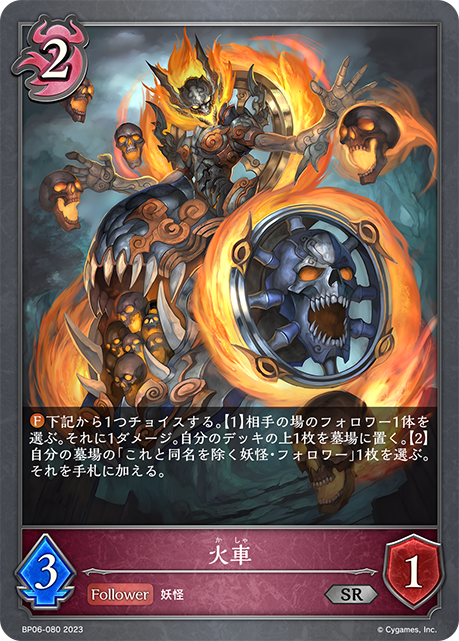 2
F 下記から1つチョイスする。【1】相手の場のフォロワー1体を
選ぶ。それに1ダメージ。自分のデッキの上1枚を墓場に置く。【2】
自分の墓場の「これと同名を除く妖怪・フォロワー」1枚を選ぶ。
それを手札に加える。
か しゃ
火車
3
Follower 妖怪
SR
1
BP06-080 2023
© Cygames, Inc.